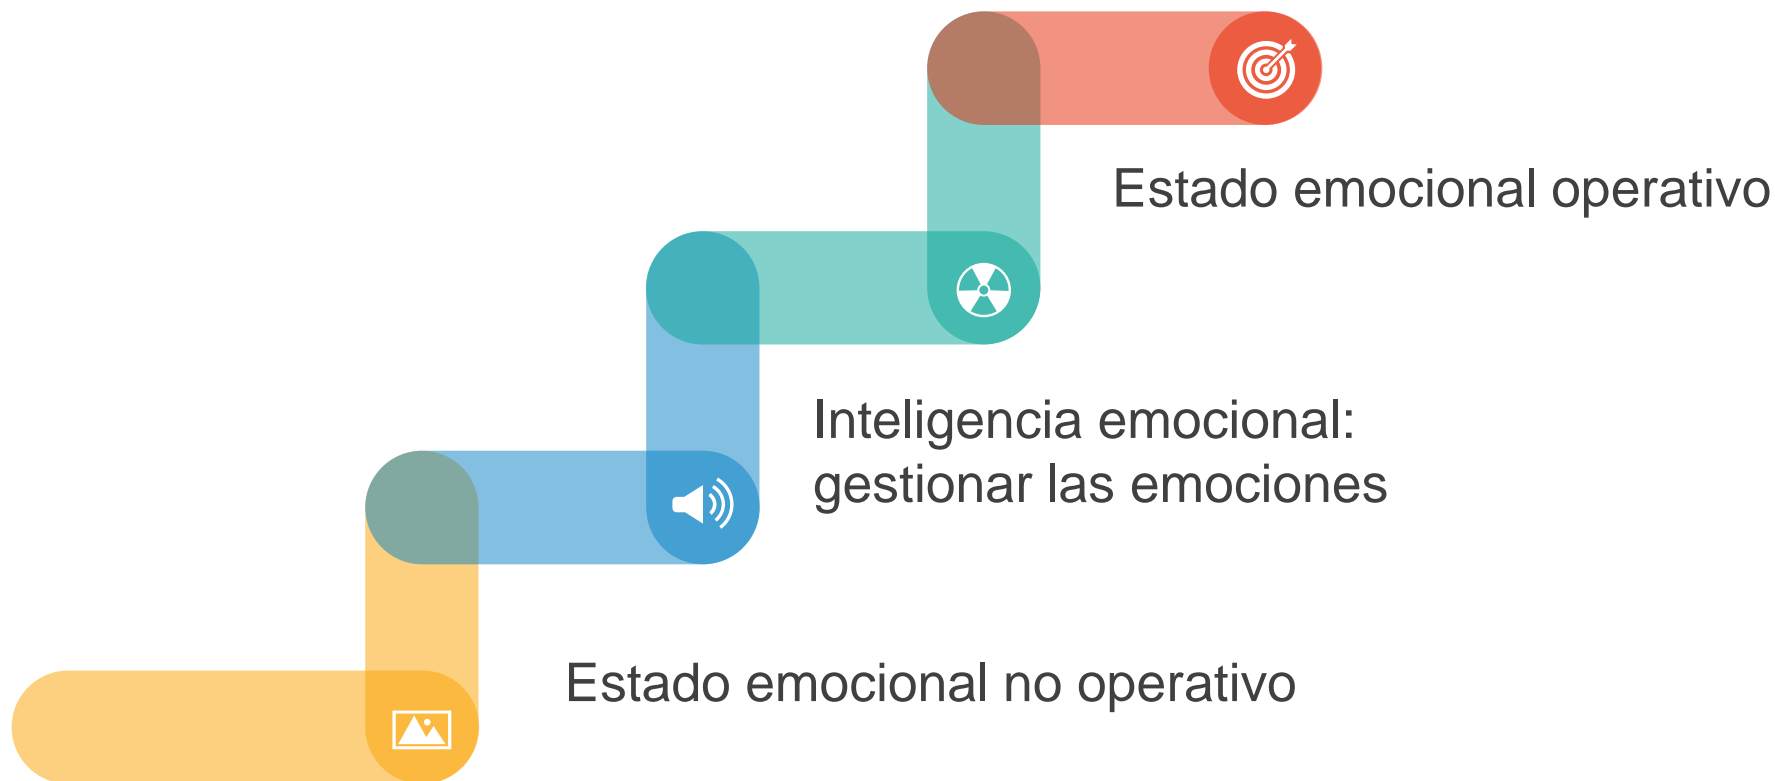 Estado emocional operativo
Inteligencia emocional:
gestionar las emociones
Estado emocional no operativo